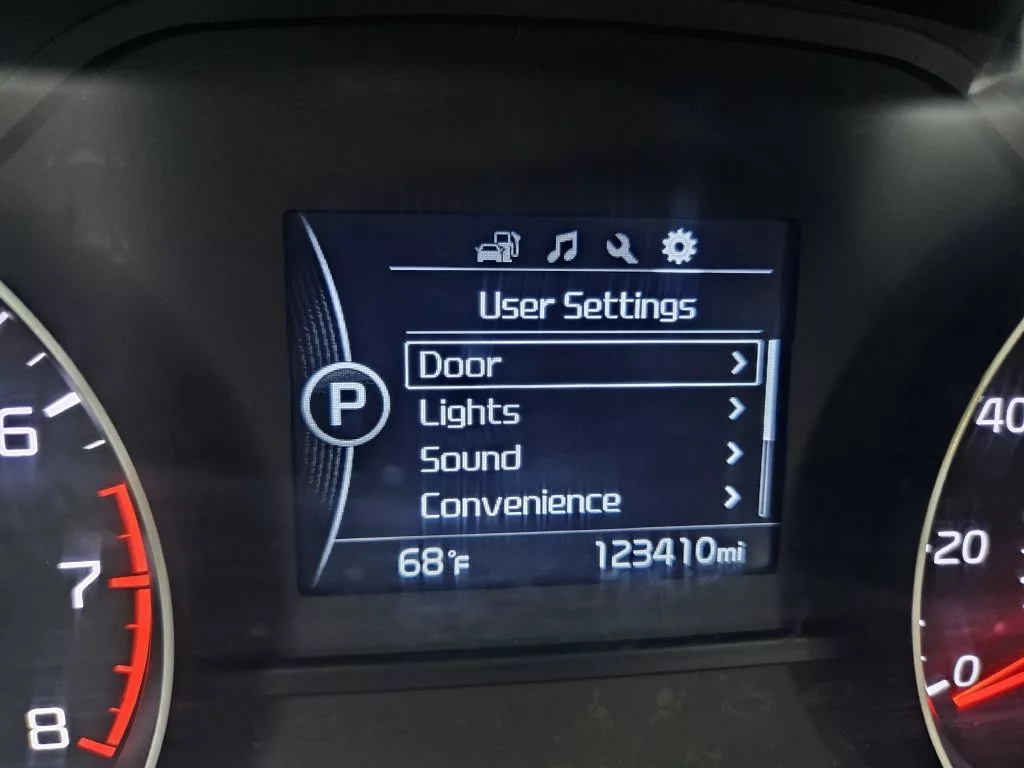 User Settings
Door
Lights
Sound
Convenience
P
68°F 123410mi
6
7
8
40
20
0